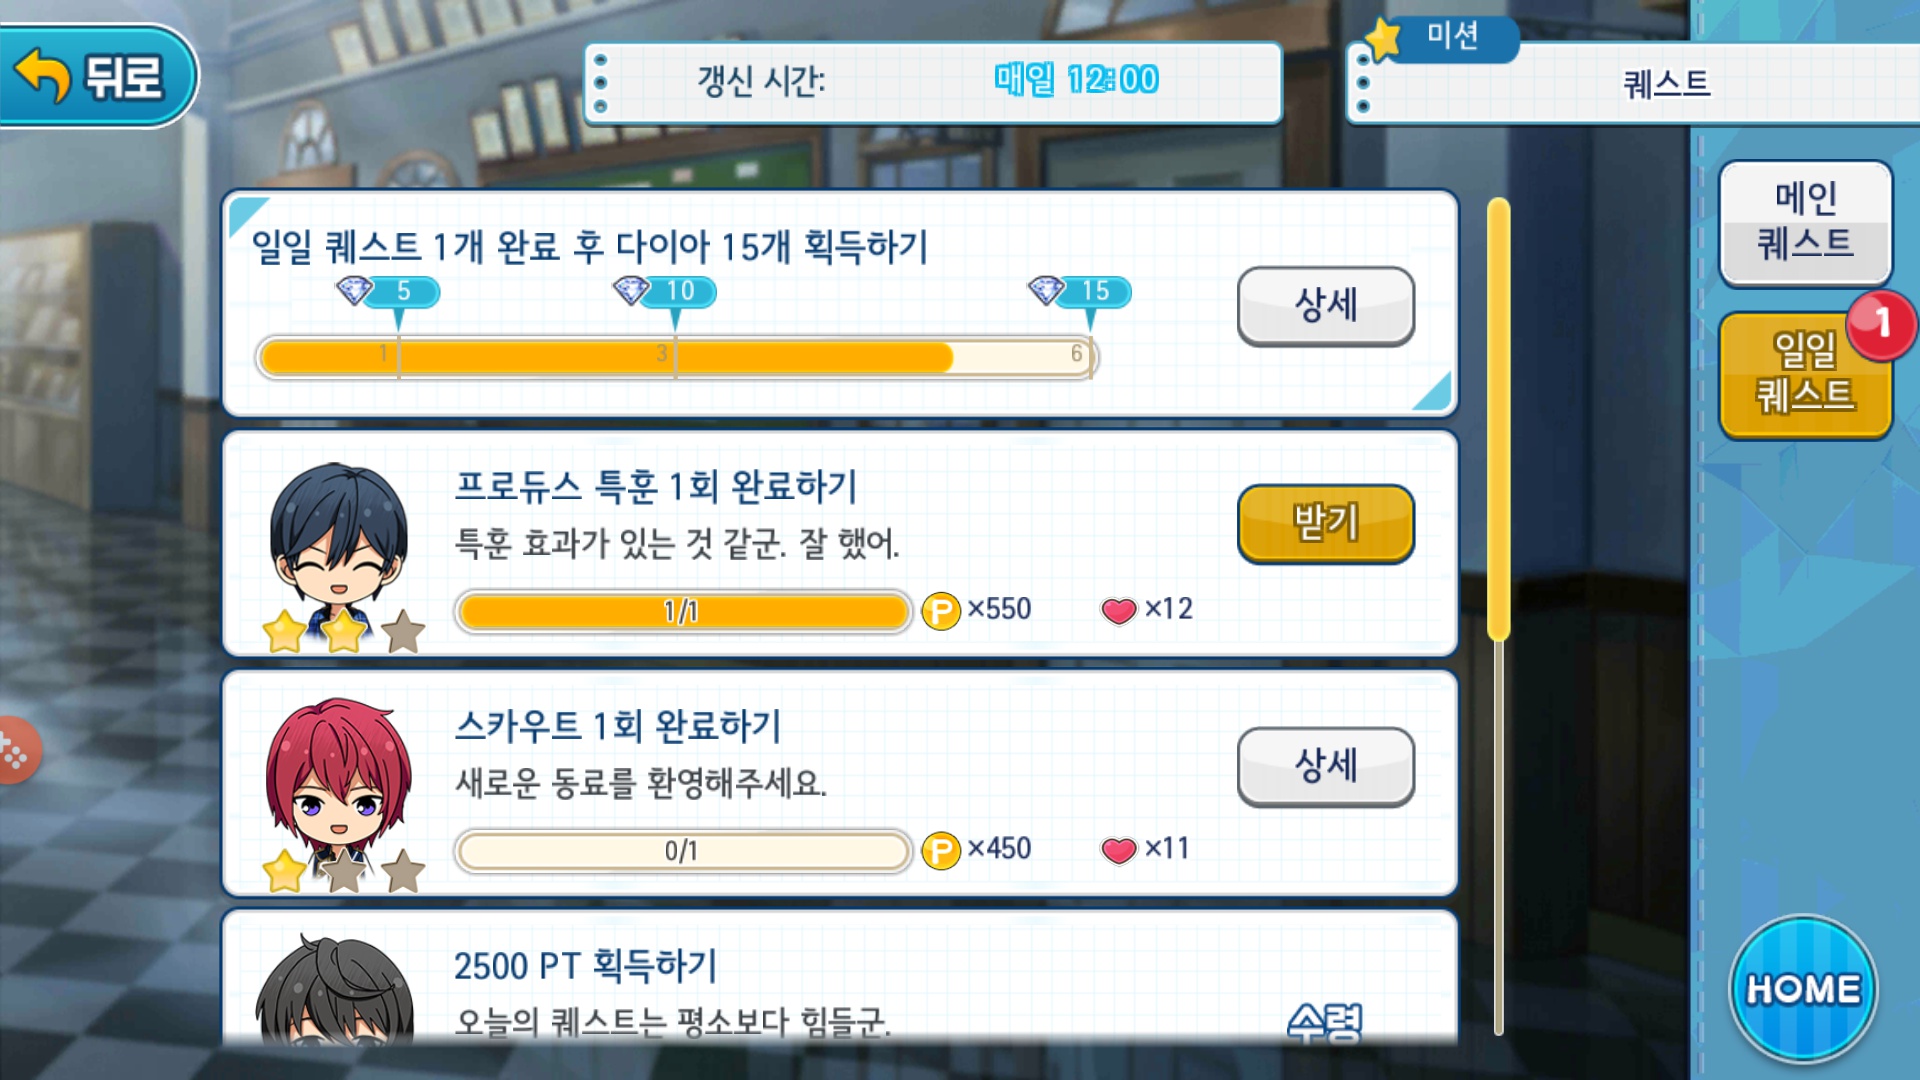 뒤로
갱신 시간: 매일 12:00
미션
퀘스트
메인
퀘스트
일일
퀘스트
1
일일 퀘스트 1개 완료 후 다이아 15개 획득하기
5 10 15
1 3 6
상세
프로듀스 특훈 1회 완료하기
특훈 효과가 있는 것 같군. 잘 했어.
1/1 P ×550 ×12
받기
스카우트 1회 완료하기
새로운 동료를 환영해주세요.
0/1 P ×450 ×11
상세
2500 PT 획득하기
오늘의 퀘스트는 평소보다 힘들군.
수령
HOME